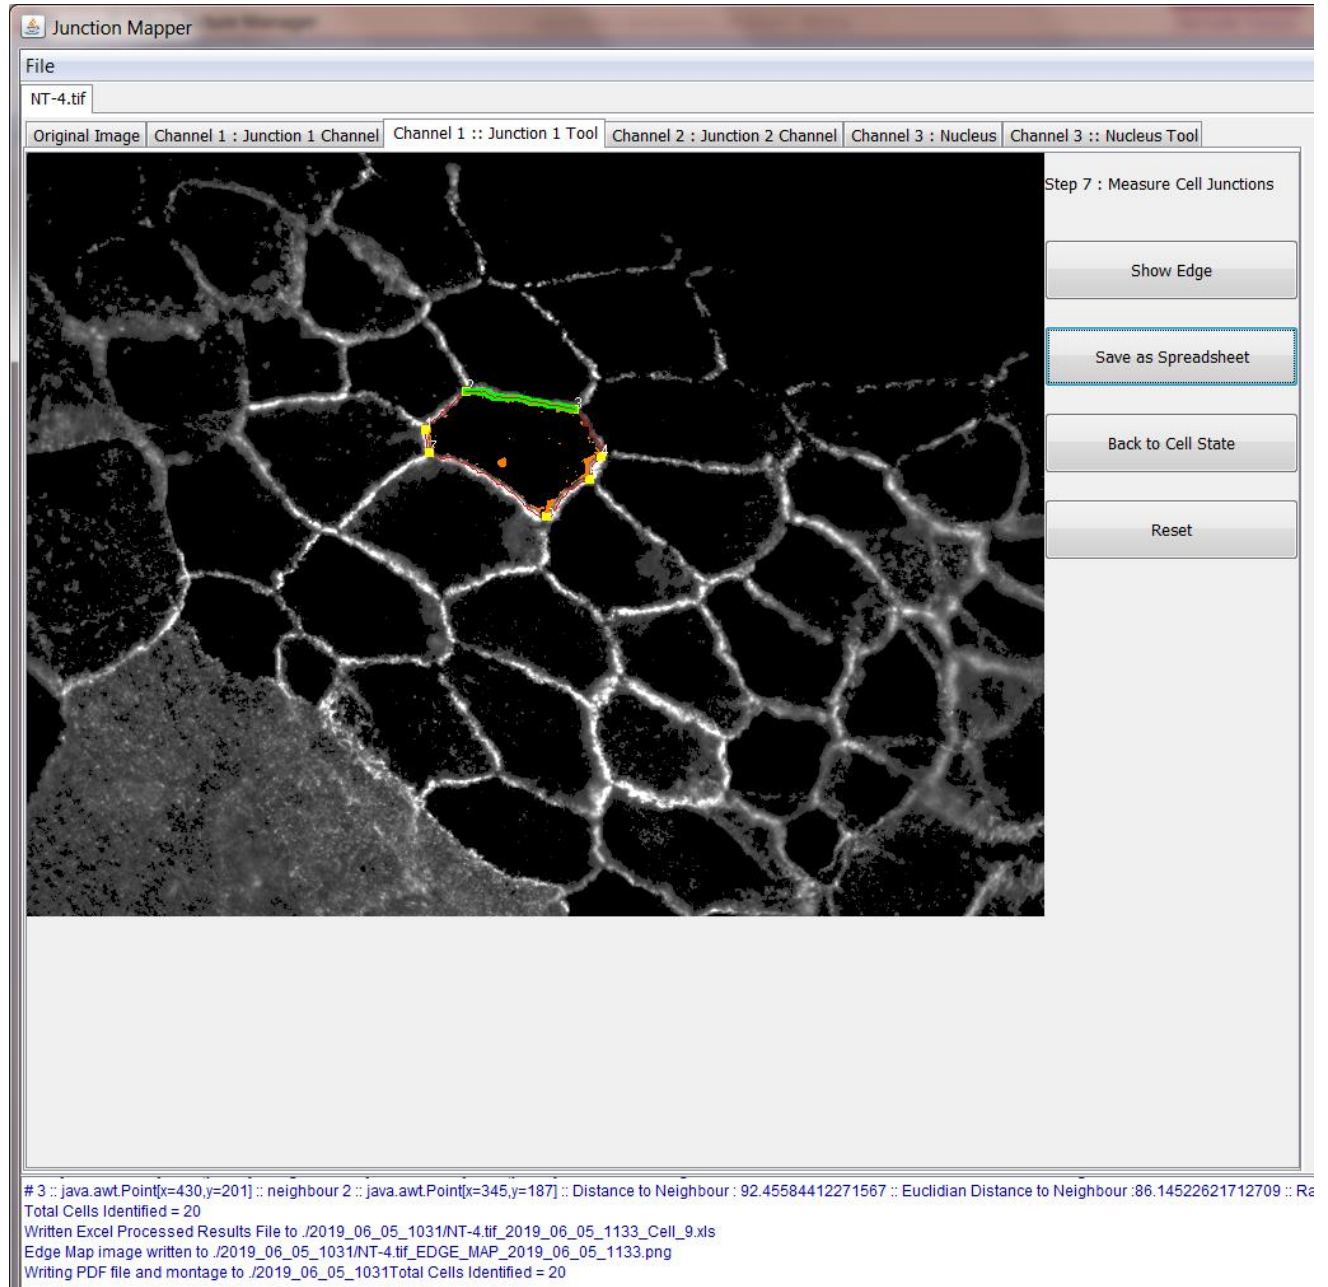 Junction Mapper
File
NT-4.tif
Original Image Channel 1 : Junction 1 Channel Channel 1 :: Junction 1 Tool Channel 2 : Junction 2 Channel Channel 3 : Nucleus Channel 3 :: Nucleus Tool
Step 7 : Measure Cell Junctions
Show Edge
Save as Spreadsheet
Back to Cell State
Reset
2
3
4
7
# 3 :: java.awt.Point[x=430,y=201] :: neighbour 2 :: java.awt.Point[x=345,y=187] :: Distance to Neighbour : 92.45584412271567 :: Euclidian Distance to Neighbour :86.14522621712709 :: Ra
Total Cells Identified = 20
Written Excel Processed Results File to ./2019_06_05_1031/NT-4.tif_2019_06_05_1133_Cell_9.xls
Edge Map image written to ./2019_06_05_1031/NT-4.tif_EDGE_MAP_2019_06_05_1133.png
Writing PDF file and montage to ./2019_06_05_1031Total Cells Identified = 20